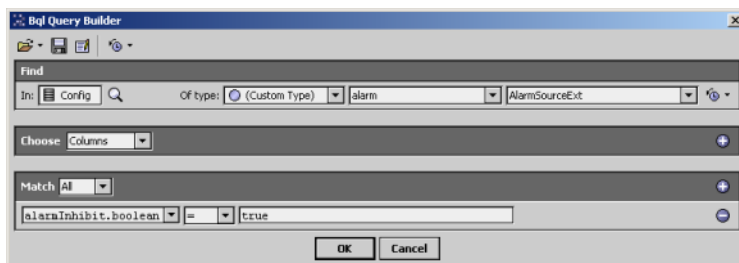 Bql Query Builder
Find
In: Config Of type: (Custom Type) alarm AlarmSourceExt
Choose Columns
Match All
alarmInhibit.boolean = true
OK Cancel